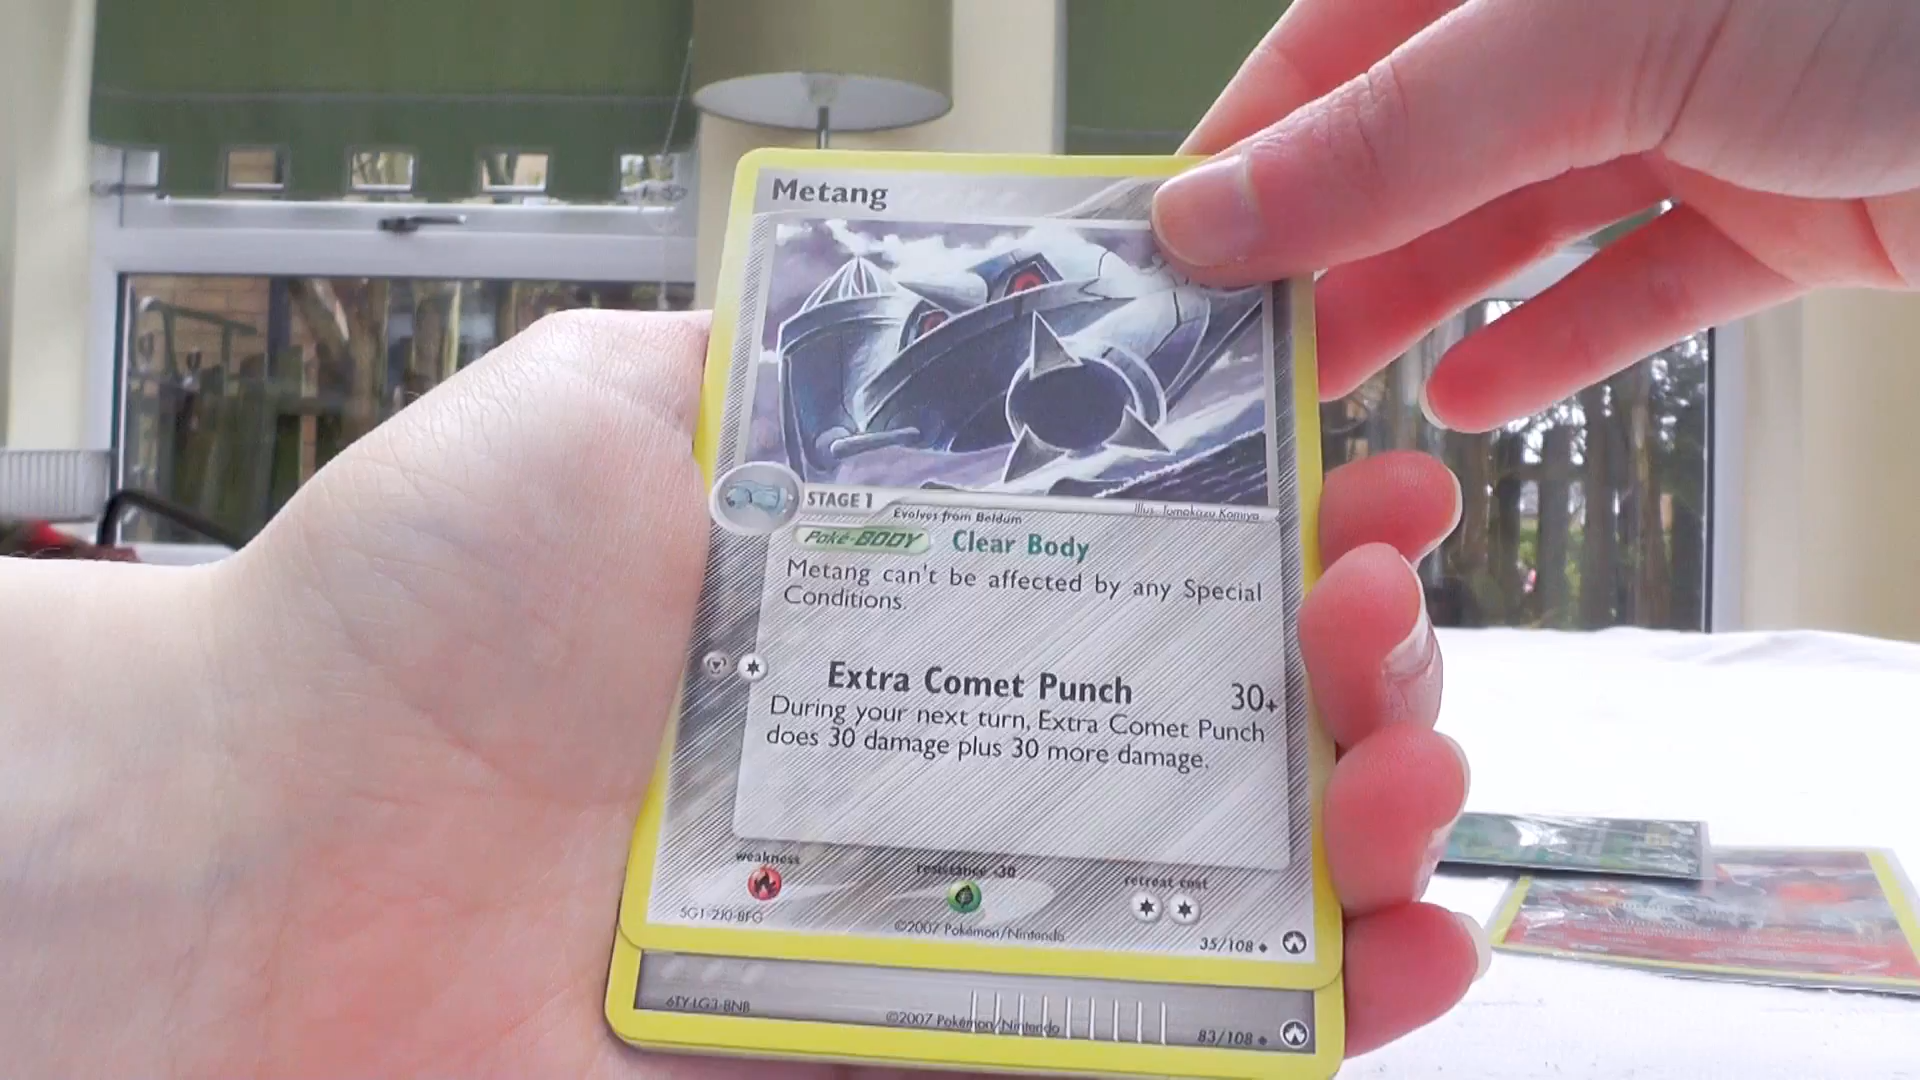 Metang
STAGE 1
Evolves from Beldum
Illus. Tomokazu Komiya
Poké-BODY Clear Body
Metang can't be affected by any Special
Conditions.
Extra Comet Punch 30+
During your next turn, Extra Comet Punch
does 30 damage plus 30 more damage.
weakness
resistance -30
retreat cost
5G1-2J0-8FG
©2007 Pokémon/Nintendo
35/108
6TY-LG3-8NB
©2007 Pokémon/Nintendo
83/108